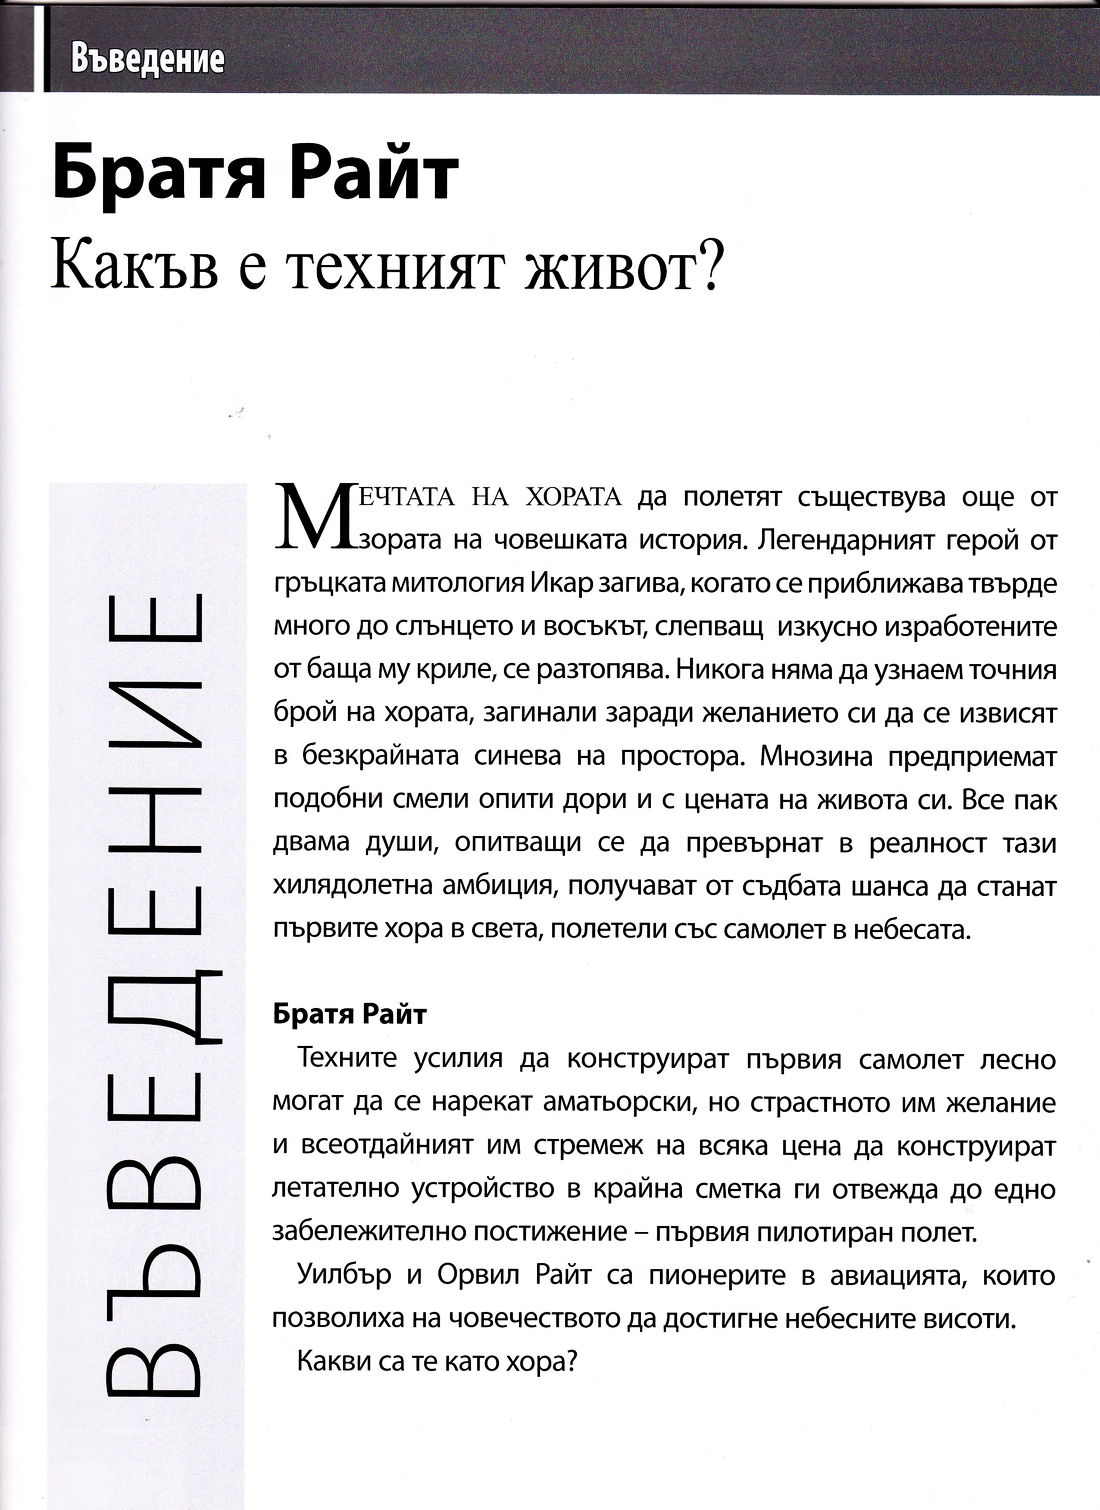 Въведение
Братя Райт
Какъв е техният живот?
ВЪВЕДЕНИЕ
МЕЧТАТА НА ХОРАТА да полетят съществува още от
зората на човешката история. Легендарният герой от
гръцката митология Икар загива, когато се приближава твърде
много до слънцето и восъкът, слепващ изкусно изработените
от баща му криле, се разтопява. Никога няма да узнаем точния
брой на хората, загинали заради желанието си да се извисят
в безкрайната синева на простора. Мнозина предприемат
подобни смели опити дори и с цената на живота си. Все пак
двама души, опитващи се да превърнат в реалност тази
хилядолетна амбиция, получават от съдбата шанса да станат
първите хора в света, полетели със самолет в небесата.
Братя Райт
Техните усилия да конструират първия самолет лесно
могат да се нарекат аматьорски, но страстното им желание
и всеотдайният им стремеж на всяка цена да конструират
летателно устройство в крайна сметка ги отвежда до едно
забележително постижение – първия пилотиран полет.
Уилбър и Орвил Райт са пионерите в авиацията, които
позволиха на човечеството да достигне небесните висоти.
Какви са те като хора?